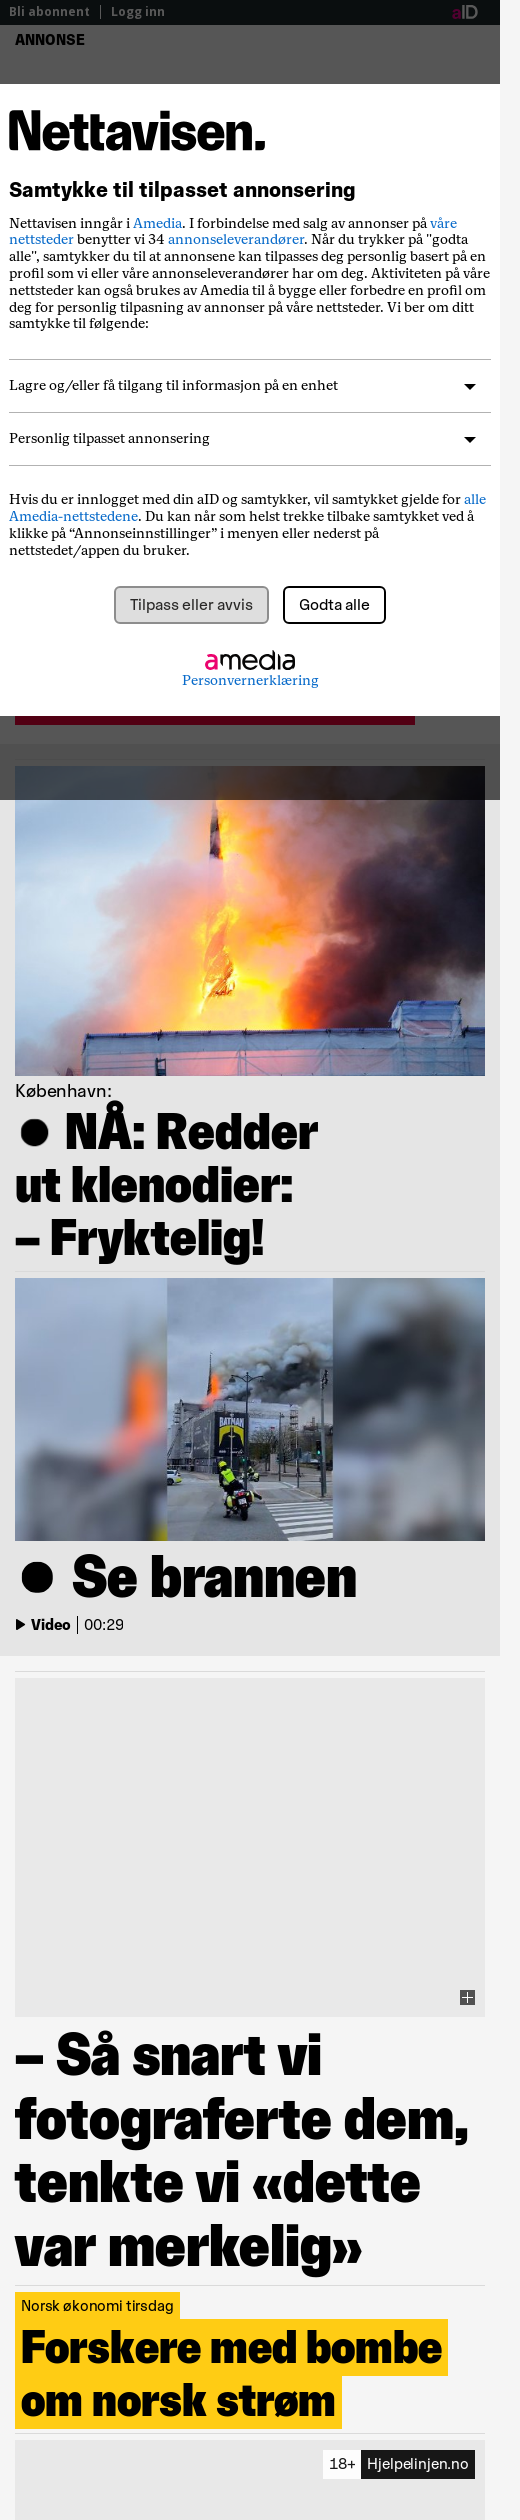 Bli abonnent | Logg inn
aID
ANNONSE
Nettavisen.
Samtykke til tilpasset annonsering
Nettavisen inngår i Amedia. I forbindelse med salg av annonser på våre
nettsteder benytter vi 34 annonseleverandører. Når du trykker på "godta
alle", samtykker du til at annonsene kan tilpasses deg personlig basert på en
profil som vi eller våre annonseleverandører har om deg. Aktiviteten på våre
nettsteder kan også brukes av Amedia til å bygge eller forbedre en profil om
deg for personlig tilpasning av annonser på våre nettsteder. Vi ber om ditt
samtykke til følgende:
Lagre og/eller få tilgang til informasjon på en enhet
Personlig tilpasset annonsering
Hvis du er innlogget med din aID og samtykker, vil samtykket gjelde for alle
Amedia-nettstedene. Du kan når som helst trekke tilbake samtykket ved å
klikke på “Annonseinnstillinger” i menyen eller nederst på
nettstedet/appen du bruker.
Tilpass eller avvis
Godta alle
amedia
Personvernerklæring
København:
● NÅ: Redder
ut klenodier:
– Fryktelig!
BATMAN
● Se brannen
Video | 00:29
– Så snart vi
fotograferte dem,
tenkte vi «dette
var merkelig»
Norsk økonomi tirsdag
Forskere med bombe
om norsk strøm
18+ Hjelpelinjen.no